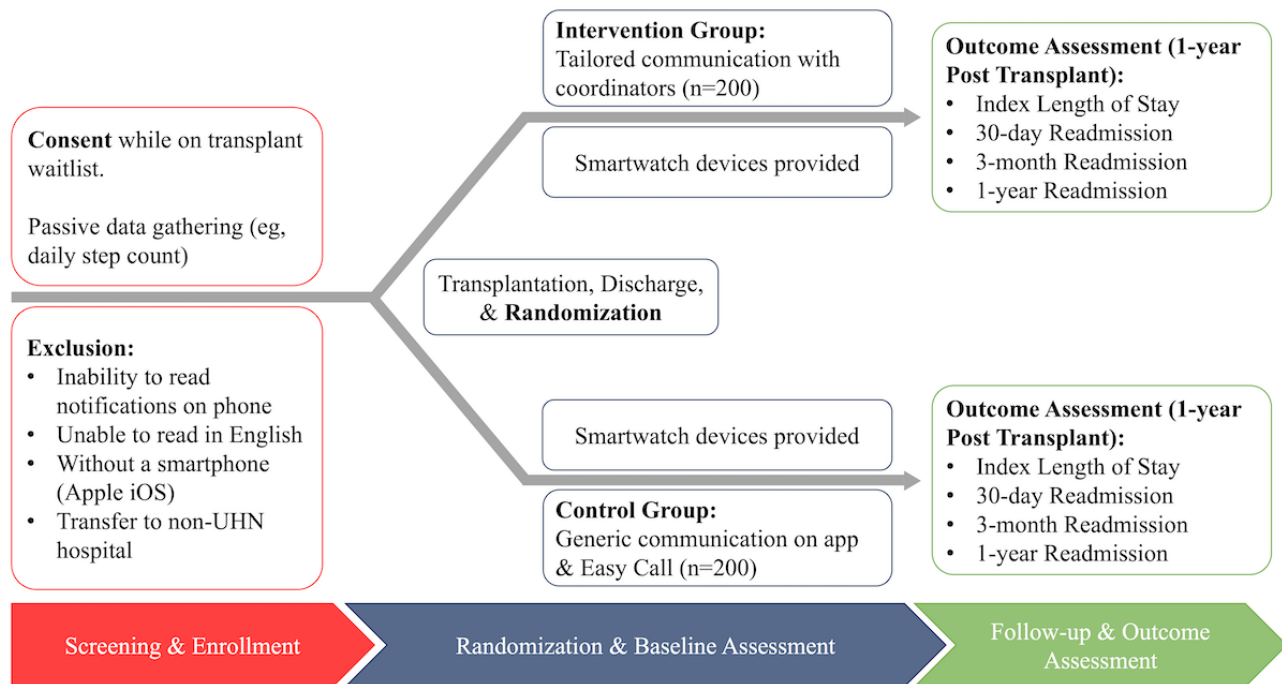 Consent while on transplant
waitlist.
Passive data gathering (eg,
daily step count)
Exclusion:
• Inability to read
notifications on phone
• Unable to read in English
• Without a smartphone
(Apple iOS)
• Transfer to non-UHN
hospital
Transplantation, Discharge,
& Randomization
Intervention Group:
Tailored communication with
coordinators (n=200)
Smartwatch devices provided
Outcome Assessment (1-year
Post Transplant):
• Index Length of Stay
• 30-day Readmission
• 3-month Readmission
• 1-year Readmission
Smartwatch devices provided
Control Group:
Generic communication on app
& Easy Call (n=200)
Outcome Assessment (1-year
Post Transplant):
• Index Length of Stay
• 30-day Readmission
• 3-month Readmission
• 1-year Readmission
Screening & Enrollment
Randomization & Baseline Assessment
Follow-up & Outcome
Assessment